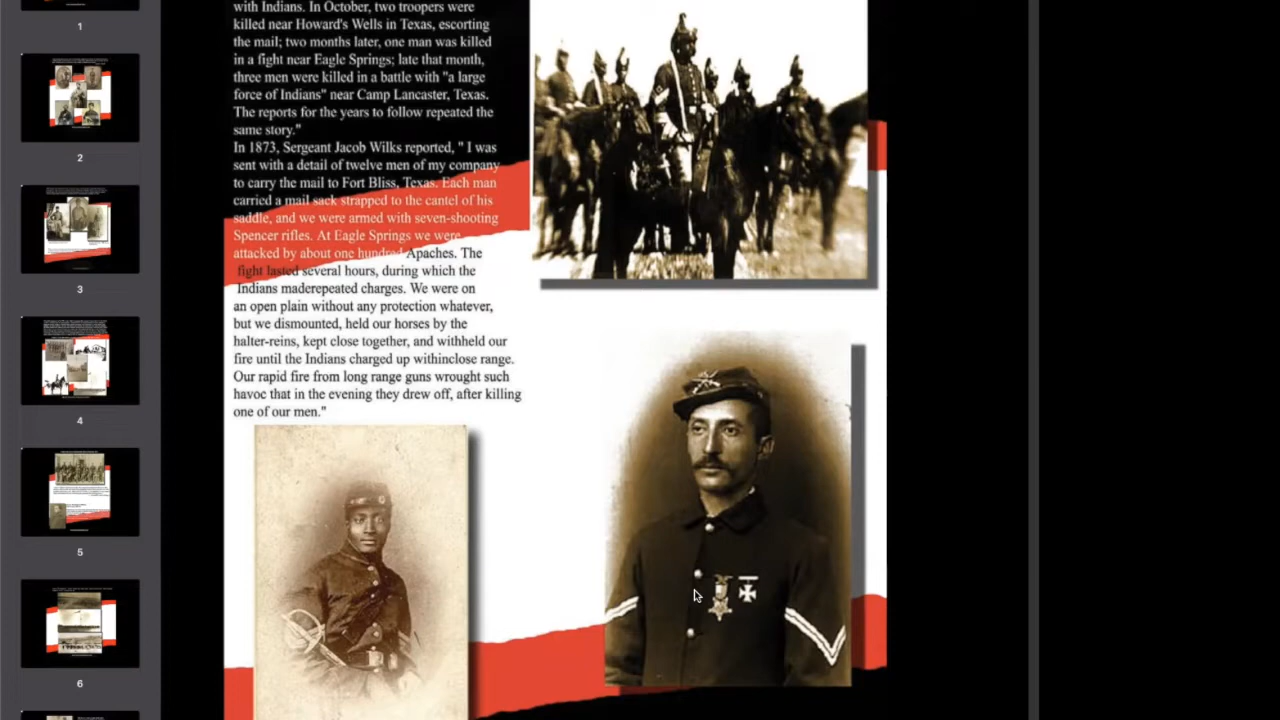 1
2
3
4
5
6
with Indians. In October, two troopers were
killed near Howard's Wells in Texas, escorting
the mail; two months later, one man was killed
in a fight near Eagle Springs; late that month,
three men were killed in a battle with "a large
force of Indians" near Camp Lancaster, Texas.
The reports for the years to follow repeated the
same story."
In 1873, Sergeant Jacob Wilks reported, " I was
sent with a detail of twelve men of my company
to carry the mail to Fort Bliss, Texas. Each man
carried a mail sack strapped to the cantel of his
saddle, and we were armed with seven-shooting
Spencer rifles. At Eagle Springs we were
attacked by about one hundred Apaches. The
fight lasted several hours, during which the
Indians maderepeated charges. We were on
an open plain without any protection whatever,
but we dismounted, held our horses by the
halter-reins, kept close together, and withheld our
fire until the Indians charged up withinclose range.
Our rapid fire from long range guns wrought such
havoc that in the evening they drew off, after killing
one of our men."